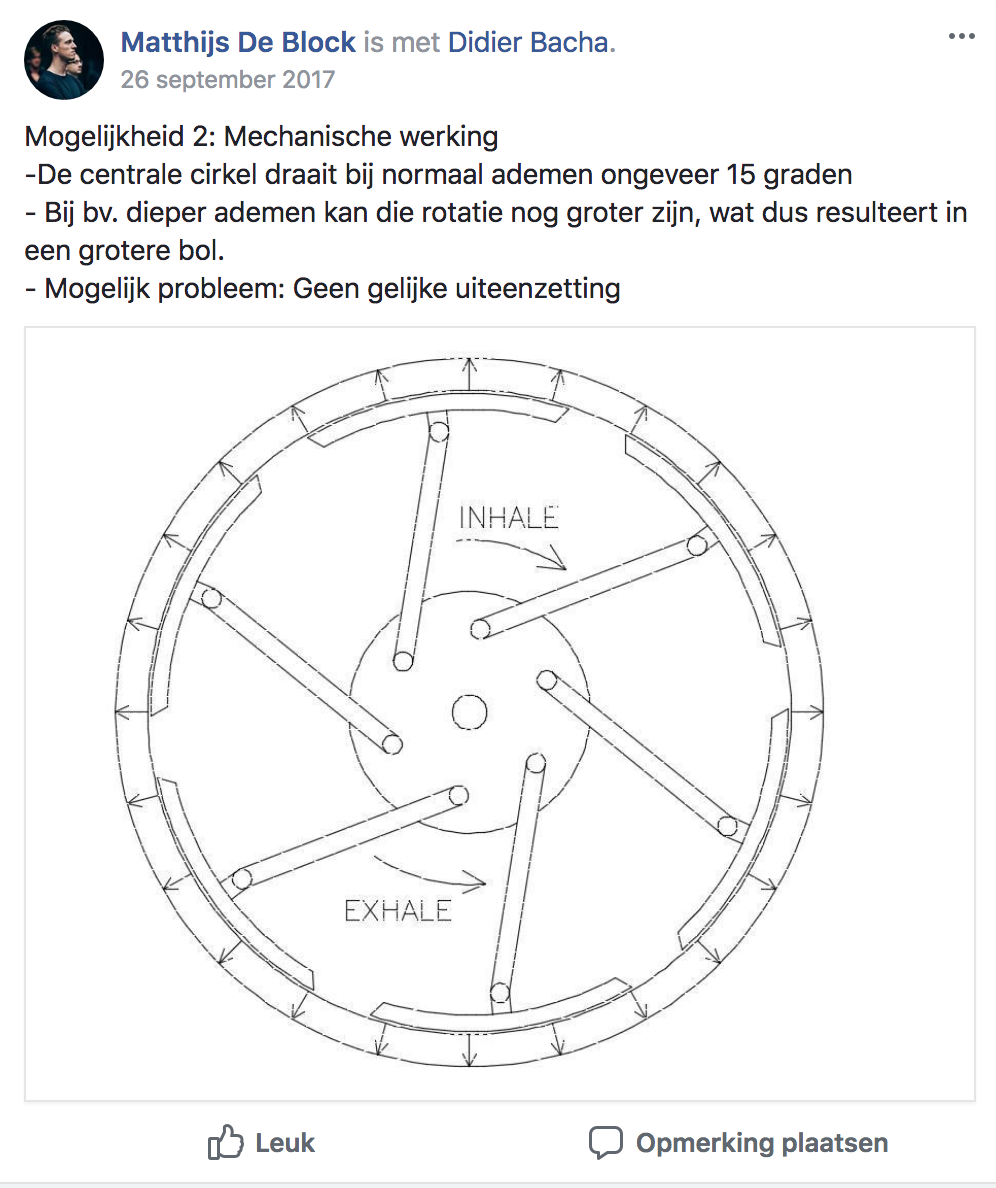 Matthijs De Block is met Didier Bacha.
26 september 2017
Mogelijkheid 2: Mechanische werking
-De centrale cirkel draait bij normaal ademen ongeveer 15 graden
- Bij bv. dieper ademen kan die rotatie nog groter zijn, wat dus resulteert in
een grotere bol.
- Mogelijk probleem: Geen gelijke uiteenzetting
INHALE
EXHALE
Leuk
Opmerking plaatsen